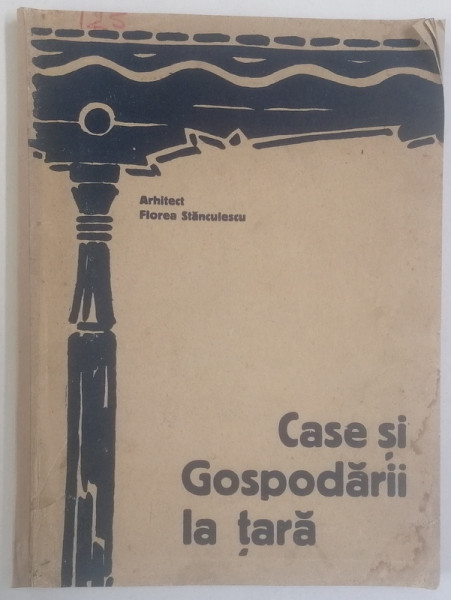 125
Arhitect
Florea Stănculescu
Case și
Gospodării
la țară